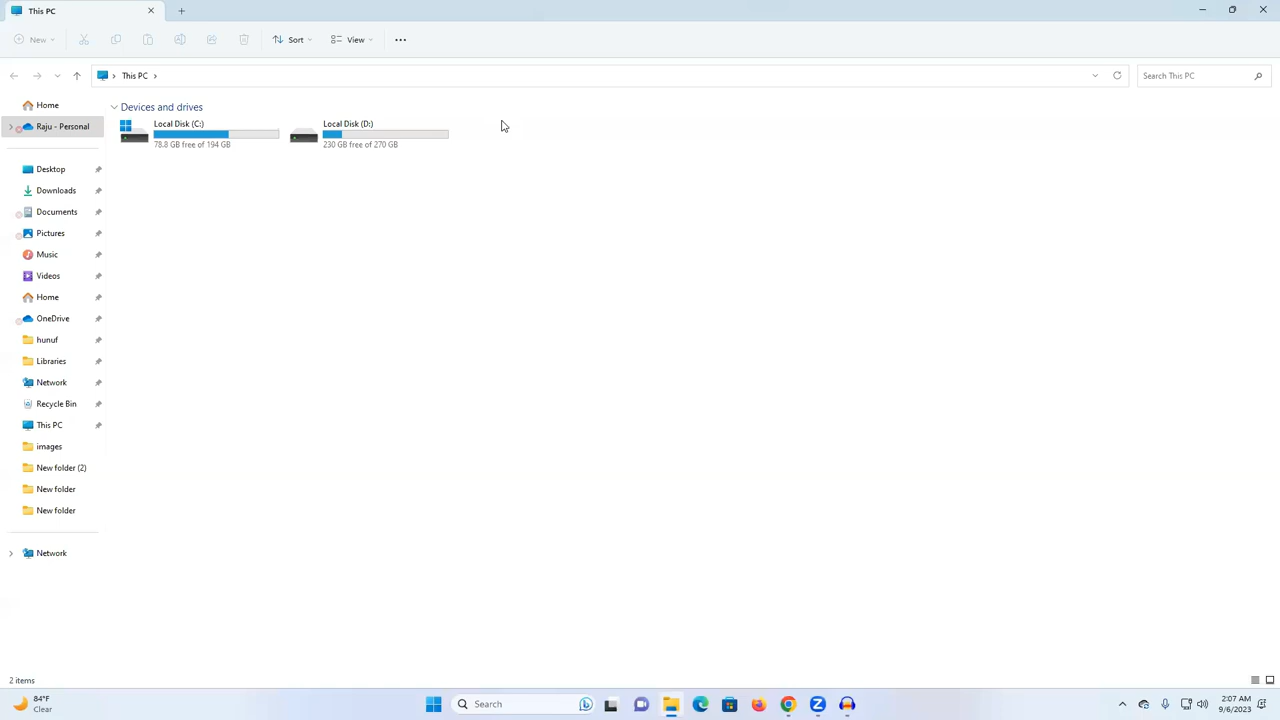 This PC
New
Sort
View
This PC
Search This PC
Home
Raju - Personal
Desktop
Downloads
Documents
Pictures
Music
Videos
Home
OneDrive
hunuf
Libraries
Network
Recycle Bin
This PC
images
New folder (2)
New folder
New folder
Network
Devices and drives
Local Disk (C:)
78.8 GB free of 194 GB
Local Disk (D:)
230 GB free of 270 GB
2 items
84°F
Clear
Search
2:07 AM
9/6/2023